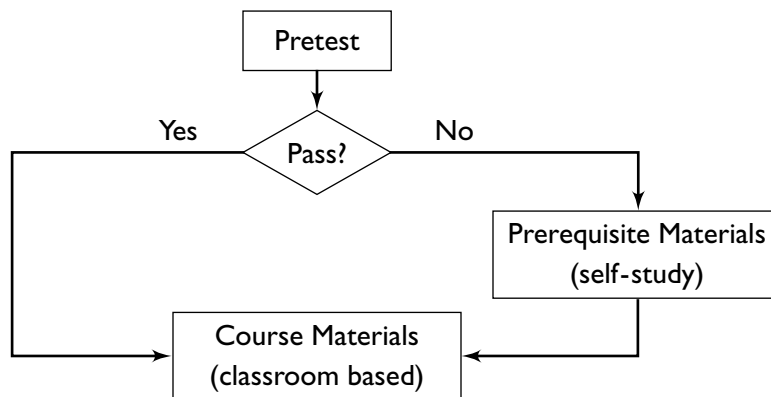 Pretest
Yes
No
Pass?
Prerequisite Materials
(self-study)
Course Materials
(classroom based)